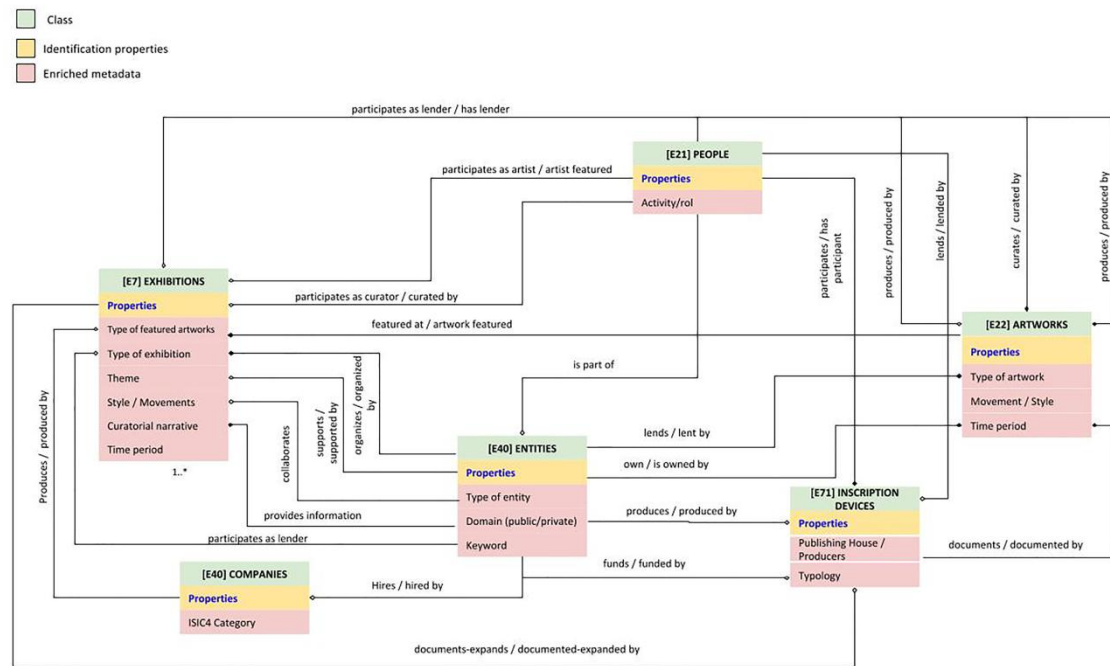 Class
Identification properties
Enriched metadata
participates as lender / has lender
[E21] PEOPLE
Properties
Activity/rol
participates as artist / artist featured
participates as curator / curated by
participates / has
participant
produces / produced by
lends / lended by
curates / curated by
produces / produced by
[E7] EXHIBITIONS
Properties
Type of featured artworks
Type of exhibition
Theme
Style / Movements
Curatorial narrative
Time period
1..*
featured at / artwork featured
is part of
[E22] ARTWORKS
Properties
Type of artwork
Movement / Style
Time period
Produces / produced by
collaborates
supports /
supported by
organizes / organized
by
lends / lent by
own / is owned by
[E40] ENTITIES
Properties
Type of entity
Domain (public/private)
Keyword
provides information
participates as lender
produces / produced by
funds / funded by
[E71] INSCRIPTION
DEVICES
Properties
Publishing House /
Producers
Typology
documents / documented by
[E40] COMPANIES
Properties
ISIC4 Category
Hires / hired by
documents-expands / documented-expanded by